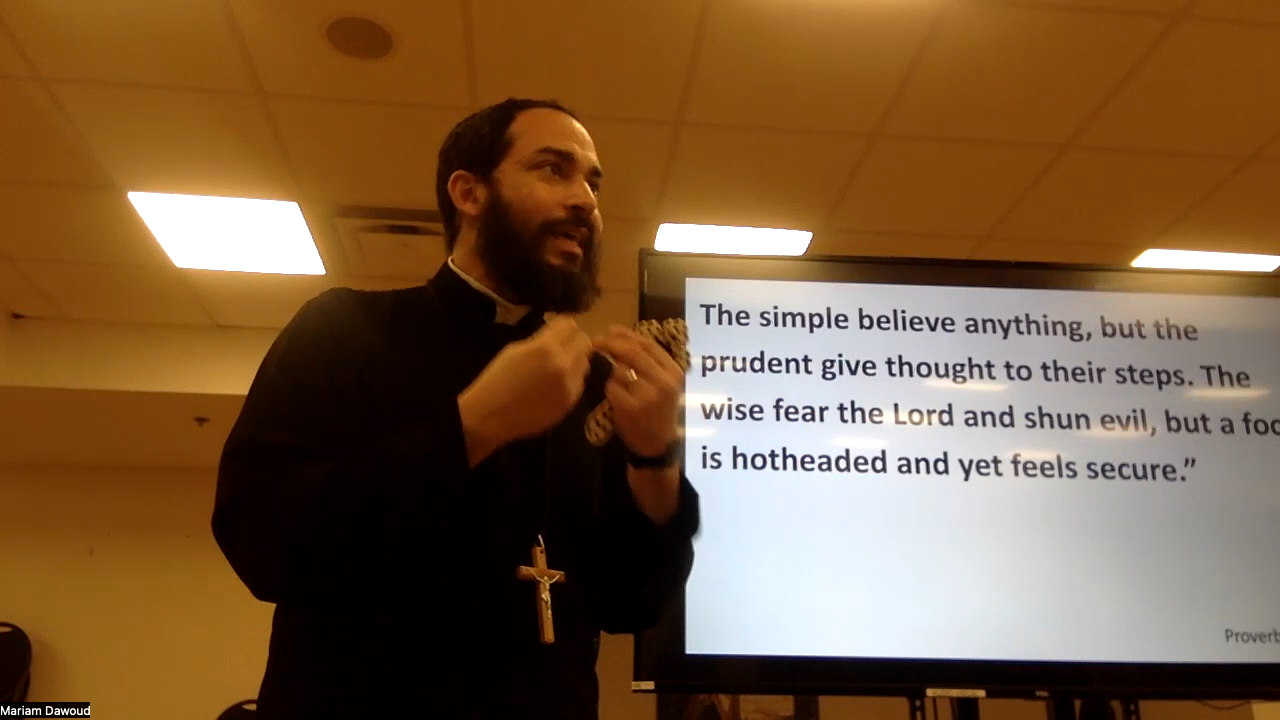 The simple believe anything, but the
prudent give thought to their steps. The
wise fear the Lord and shun evil, but a
is hotheaded and yet feels secure.”
Mariam Dawoud